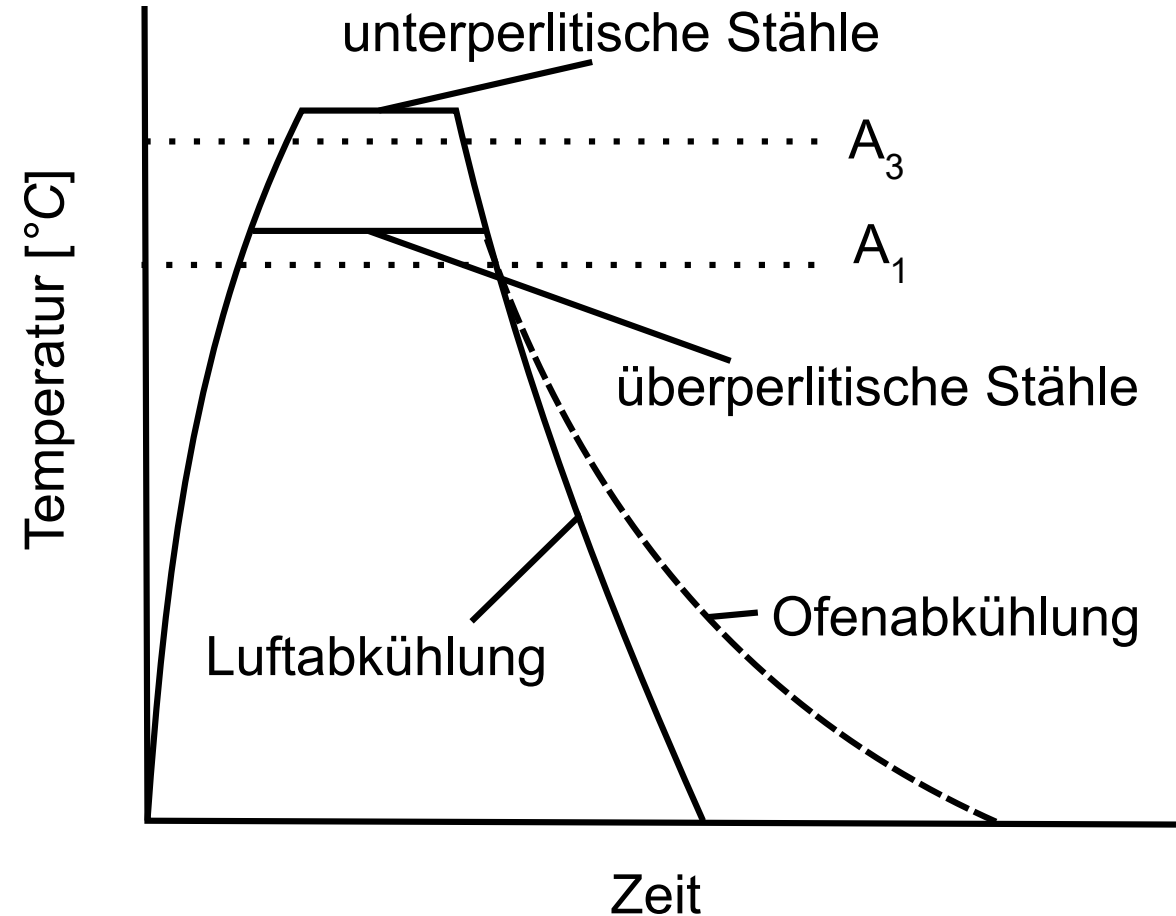 unterperlitische Stähle
A₃
A₁
Temperatur [°C]
überperlitische Stähle
Ofenabkühlung
Luftabkühlung
Zeit